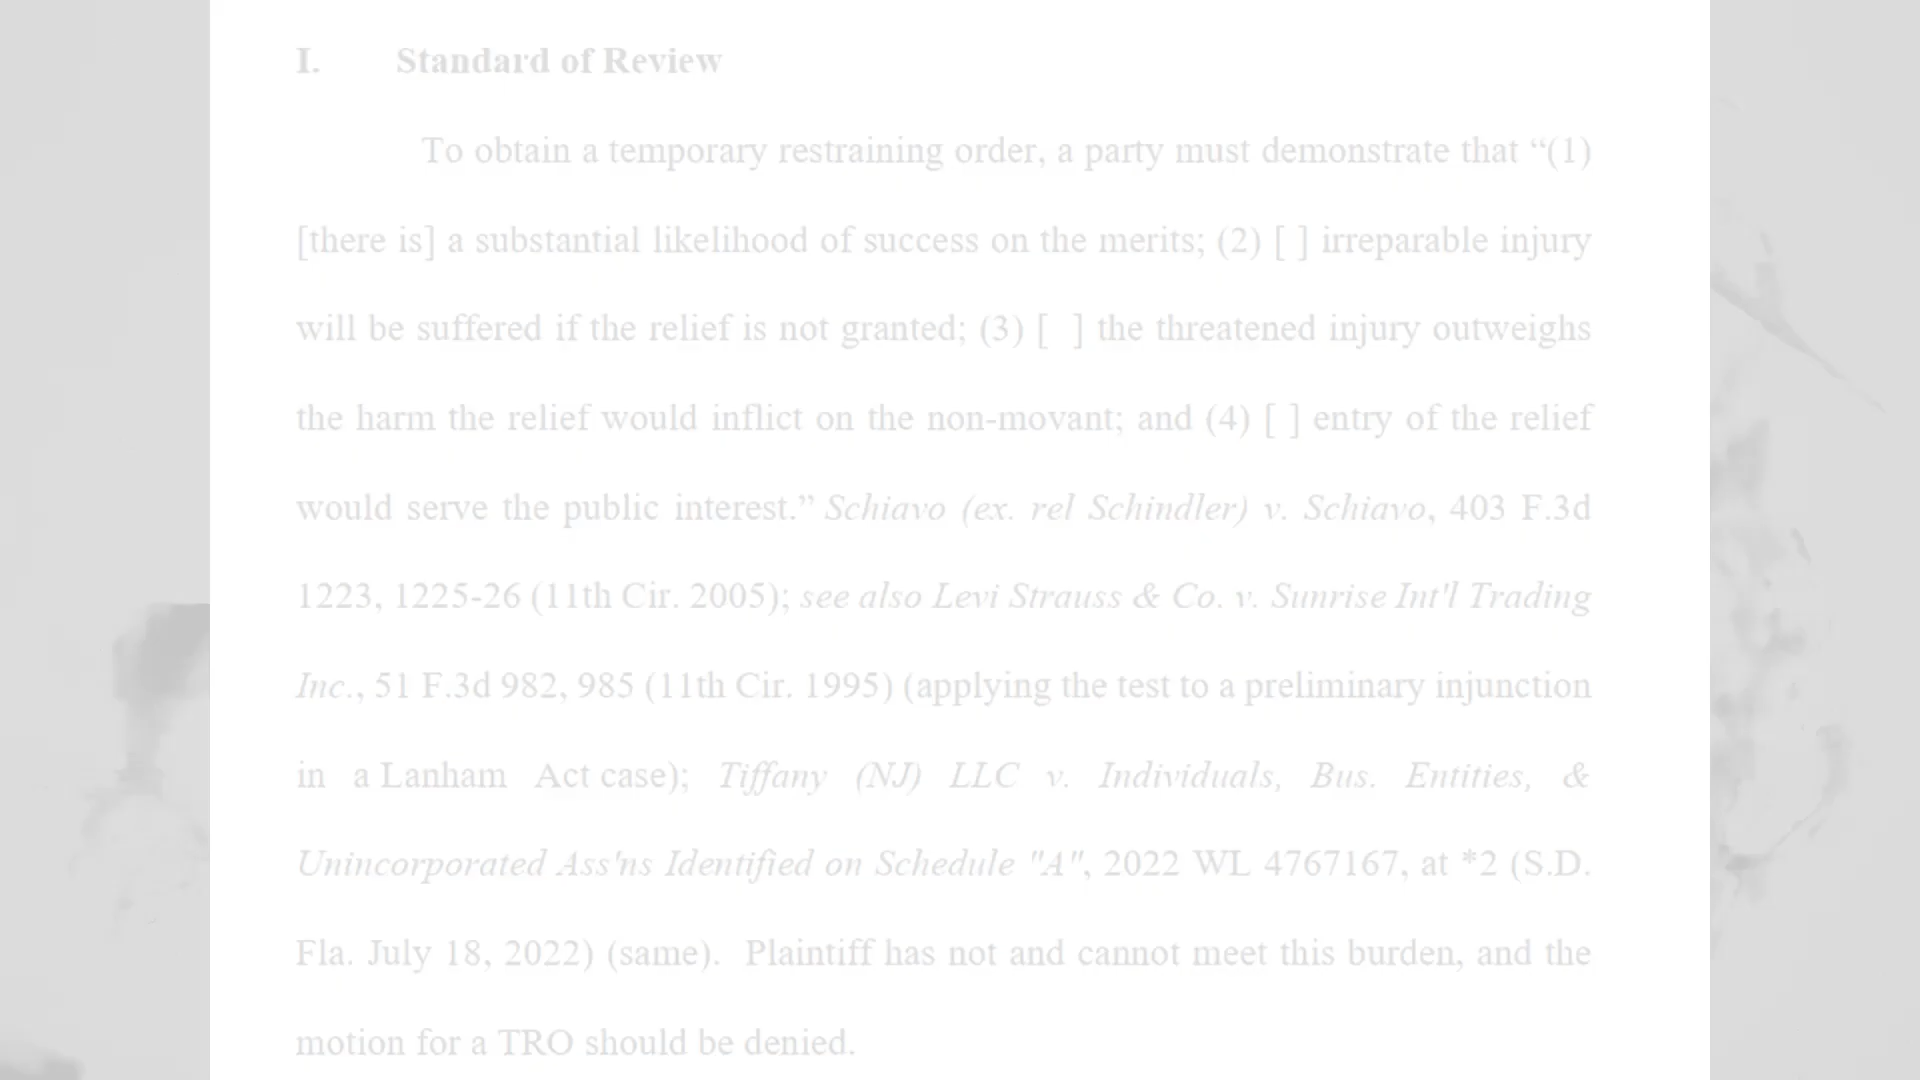 I. Standard of Review
To obtain a temporary restraining order, a party must demonstrate that “(1)
[there is] a substantial likelihood of success on the merits; (2) [ ] irreparable injury
will be suffered if the relief is not granted; (3) [  ] the threatened injury outweighs
the harm the relief would inflict on the non-movant; and (4) [ ] entry of the relief
would serve the public interest.” Schiavo (ex. rel Schindler) v. Schiavo, 403 F.3d
1223, 1225-26 (11th Cir. 2005); see also Levi Strauss & Co. v. Sunrise Int'l Trading
Inc., 51 F.3d 982, 985 (11th Cir. 1995) (applying the test to a preliminary injunction
in a Lanham Act case); Tiffany (NJ) LLC v. Individuals, Bus. Entities, &
Unincorporated Ass'ns Identified on Schedule "A", 2022 WL 4767167, at *2 (S.D.
Fla. July 18, 2022) (same).  Plaintiff has not and cannot meet this burden, and the
motion for a TRO should be denied.